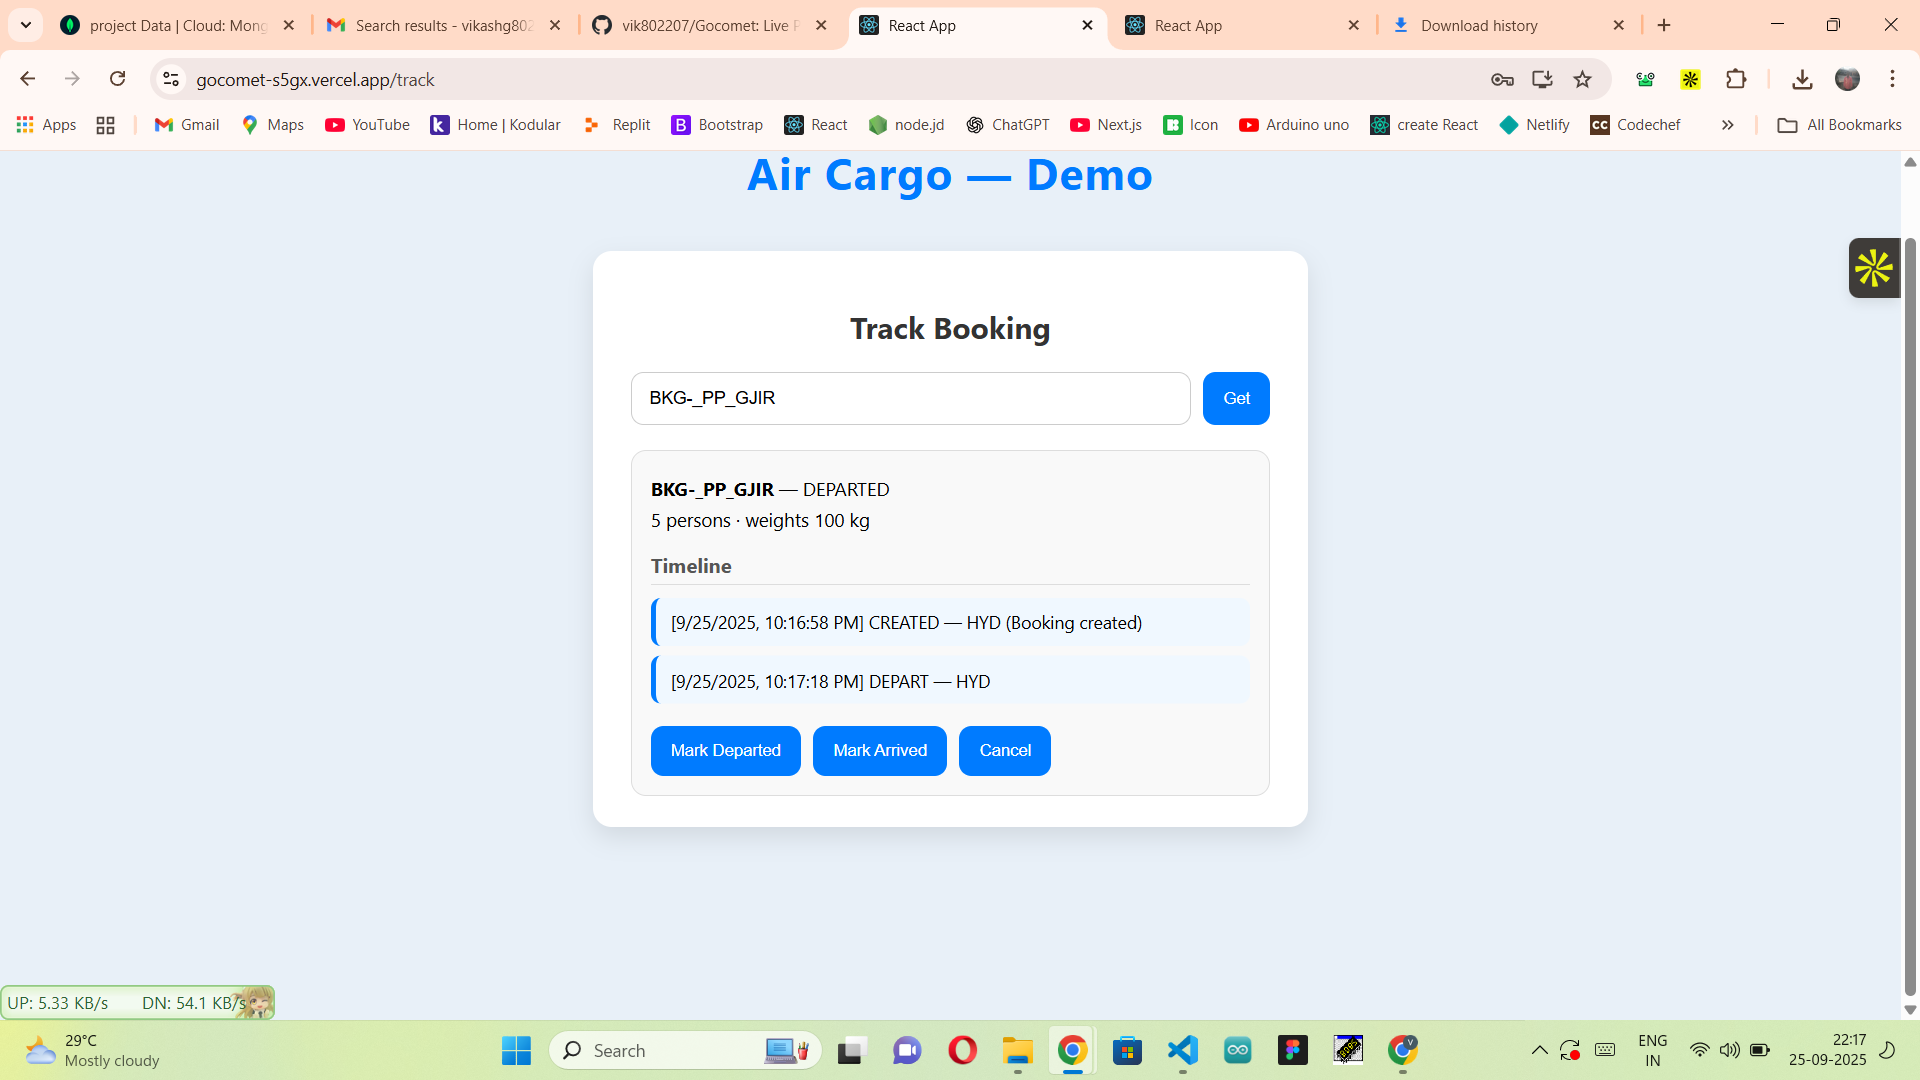 project Data | Cloud: Mong
Search results - vikashg802
vik802207/Gocomet: Live P
React App
React App
Download history
gocomet-s5gx.vercel.app/track
Apps
Gmail
Maps
YouTube
Home | Kodular
Replit
Bootstrap
React
node.jd
ChatGPT
Next.js
Icon
Arduino uno
create React
Netlify
Codechef
All Bookmarks
Air Cargo — Demo
Track Booking
BKG-_PP_GJIR
Get
BKG-_PP_GJIR — DEPARTED
5 persons · weights 100 kg
Timeline
[9/25/2025, 10:16:58 PM] CREATED — HYD (Booking created)
[9/25/2025, 10:17:18 PM] DEPART — HYD
Mark Departed
Mark Arrived
Cancel
UP: 5.33 KB/s DN: 54.1 KB/s
29°C
Mostly cloudy
Search
ENG
IN
22:17
25-09-2025